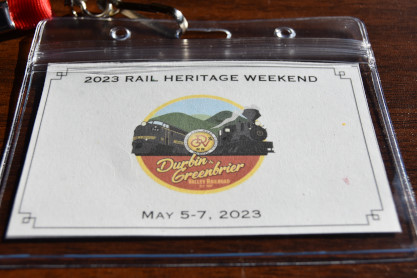 2023 RAIL HERITAGE WEEKEND
Durbin &
Greenbrier
VALLEY RAILROAD
MAY 5-7, 2023